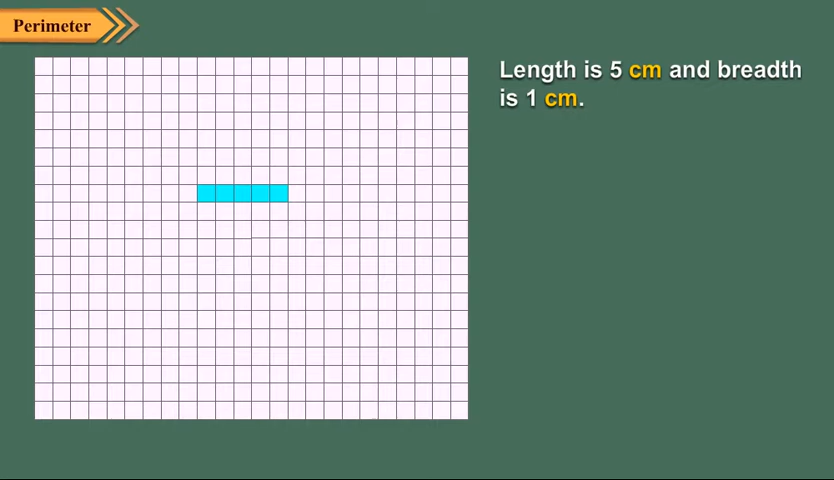 Perimeter
Length is 5 cm and breadth
is 1 cm.